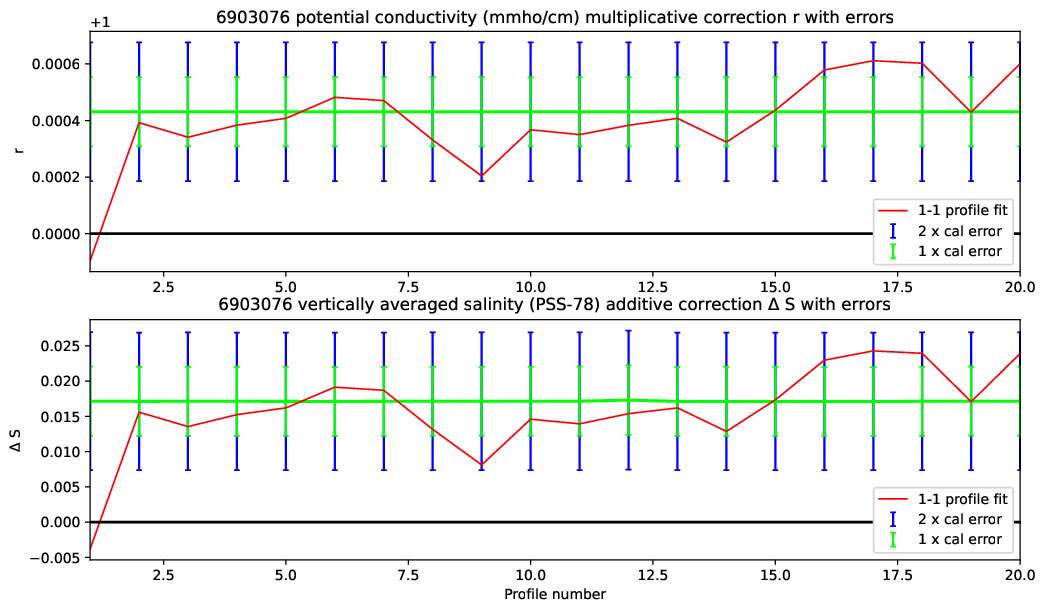 6903076 potential conductivity (mmho/cm) multiplicative correction r with errors
+1
0.0006
0.0004
0.0002
0.0000
r
1-1 profile fit
2 x cal error
1 x cal error
2.5 5.0 7.5 10.0 12.5 15.0 17.5 20.0
6903076 vertically averaged salinity (PSS-78) additive correction Δ S with errors
0.025
0.020
0.015
0.010
0.005
0.000
−0.005
Δ S
1-1 profile fit
2 x cal error
1 x cal error
2.5 5.0 7.5 10.0 12.5 15.0 17.5 20.0
Profile number